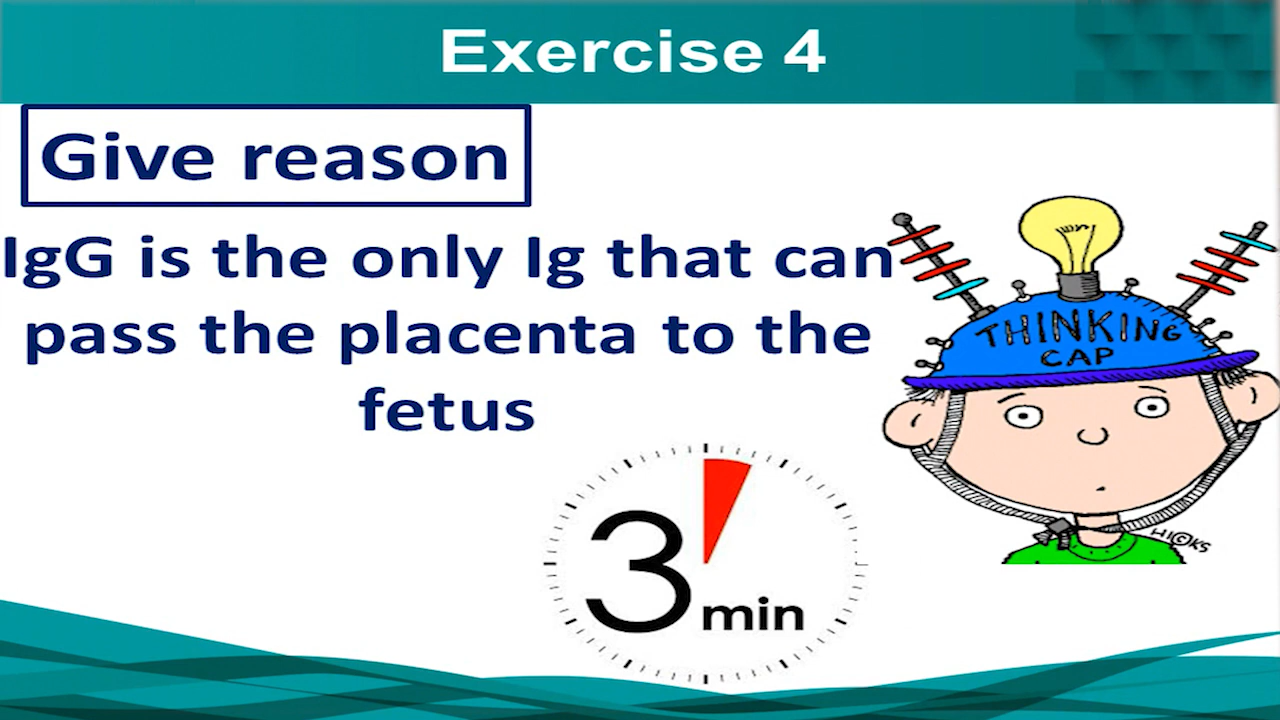 Exercise 4
Give reason
IgG is the only Ig that can
pass the placenta to the
fetus
THINKING
CAP
3 min
HICKS